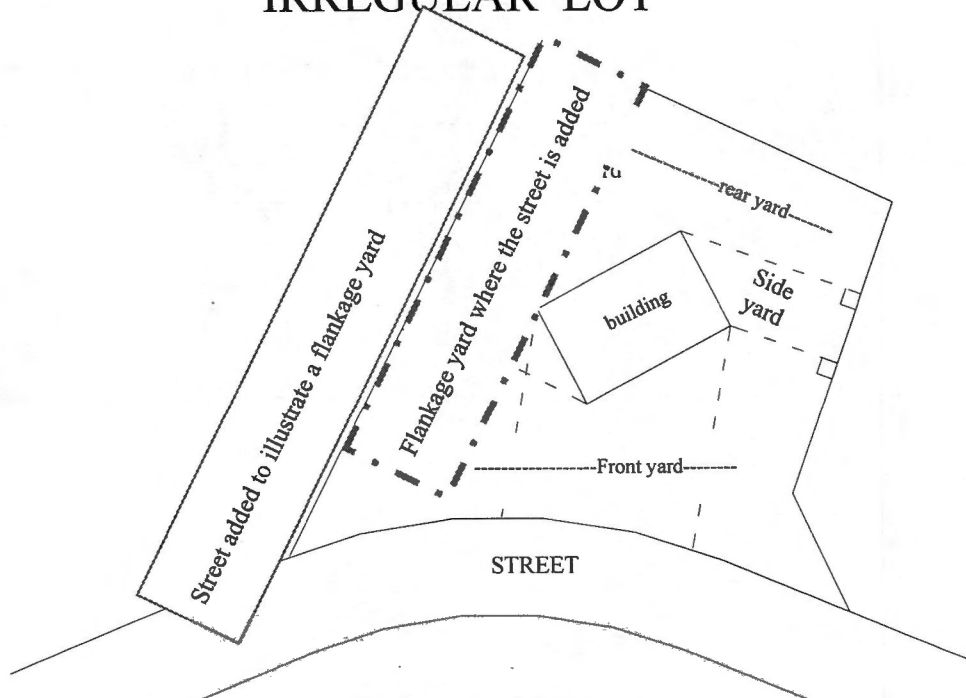 IRREGULAR LOT
Street added to illustrate a flankage yard
Flankage yard where the street is added
ru
rear yard
Side
yard
building
Front yard
STREET